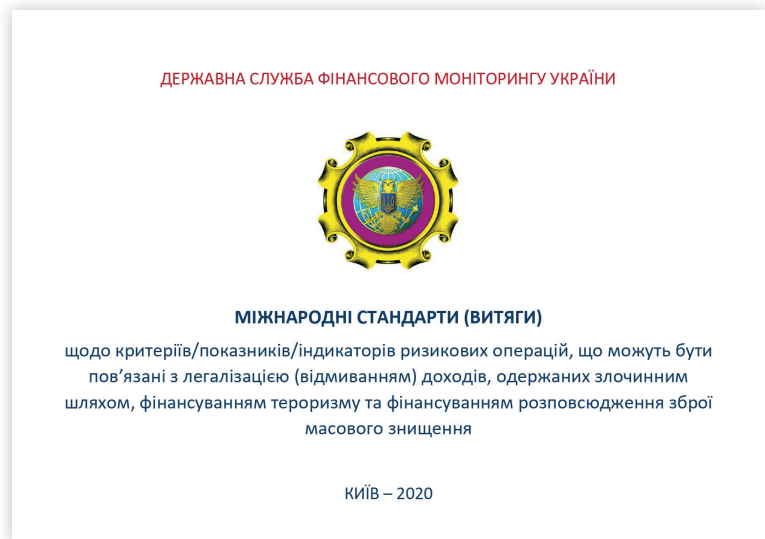 ДЕРЖАВНА СЛУЖБА ФІНАНСОВОГО МОНІТОРИНГУ УКРАЇНИ
МІЖНАРОДНІ СТАНДАРТИ (ВИТЯГИ)
щодо критеріїв/показників/індикаторів ризикових операцій, що можуть бути
пов’язані з легалізацією (відмиванням) доходів, одержаних злочинним
шляхом, фінансуванням тероризму та фінансуванням розповсюдження зброї
масового знищення
КИЇВ – 2020